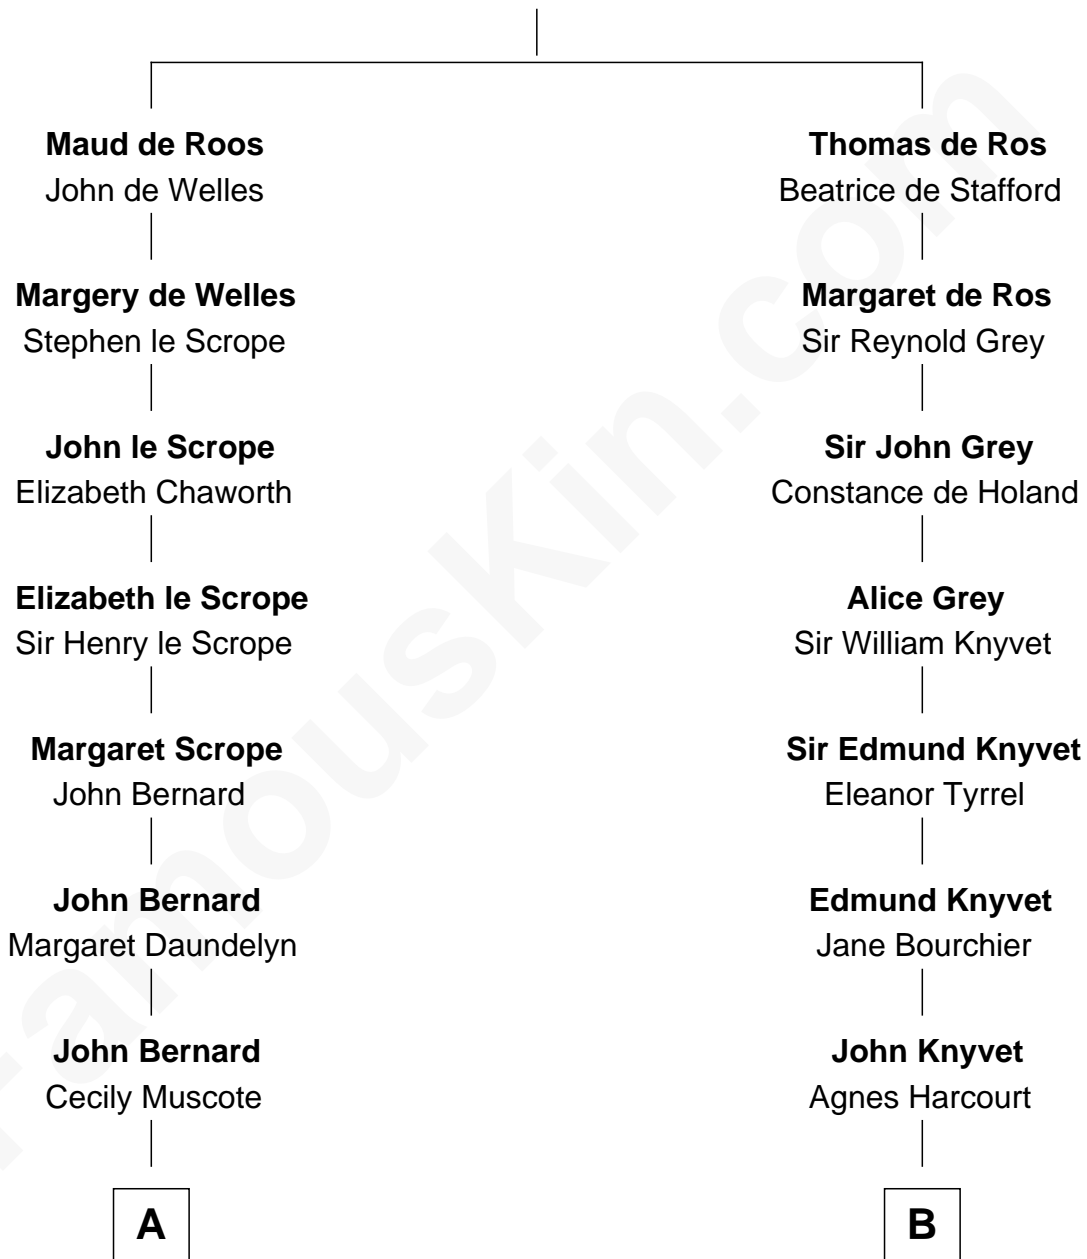 Maud de Roos
John de Welles
Margery de Welles
Stephen le Scrope
John le Scrope
Elizabeth Chaworth
Elizabeth le Scrope
Sir Henry le Scrope
Margaret Scrope
John Bernard
John Bernard
Margaret Daundelyn
John Bernard
Cecily Muscote
A
Thomas de Ros
Beatrice de Stafford
Margaret de Ros
Sir Reynold Grey
Sir John Grey
Constance de Holand
Alice Grey
Sir William Knyvet
Sir Edmund Knyvet
Eleanor Tyrrel
Edmund Knyvet
Jane Bourchier
John Knyvet
Agnes Harcourt
B
FamousKin.com